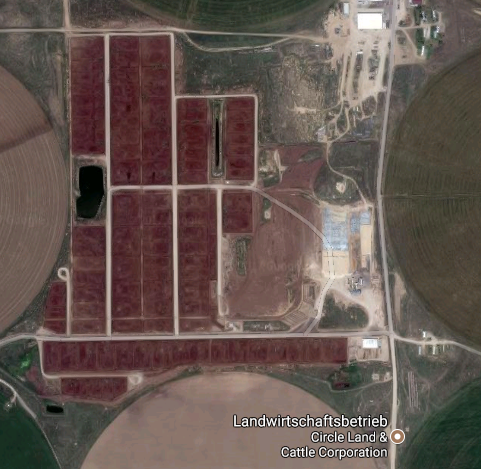 Landwirtschaftsbetrieb
Circle Land &
Cattle Corporation